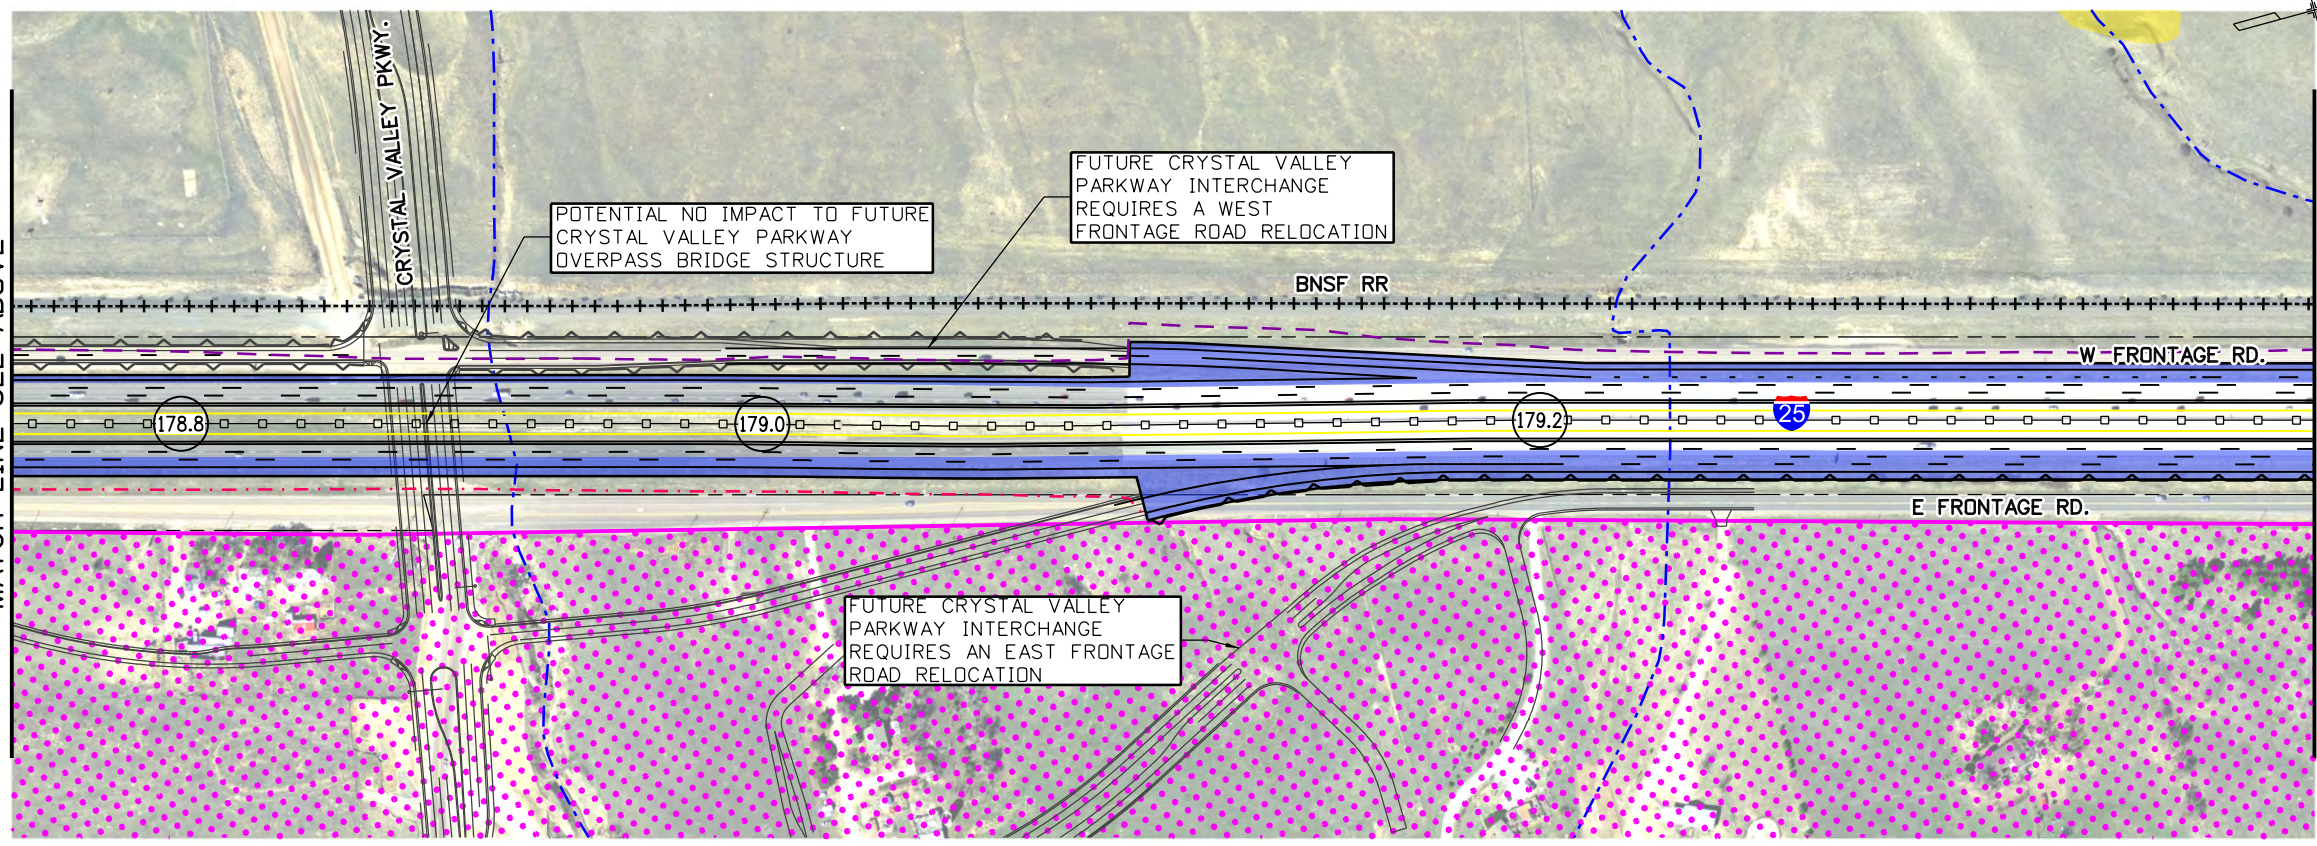 CRYSTAL VALLEY PKWY.
POTENTIAL NO IMPACT TO FUTURE
CRYSTAL VALLEY PARKWAY
OVERPASS BRIDGE STRUCTURE
FUTURE CRYSTAL VALLEY
PARKWAY INTERCHANGE
REQUIRES A WEST
FRONTAGE ROAD RELOCATION
BNSF RR
W FRONTAGE RD.
178.8
179.0
179.2
25
E FRONTAGE RD.
FUTURE CRYSTAL VALLEY
PARKWAY INTERCHANGE
REQUIRES AN EAST FRONTAGE
ROAD RELOCATION